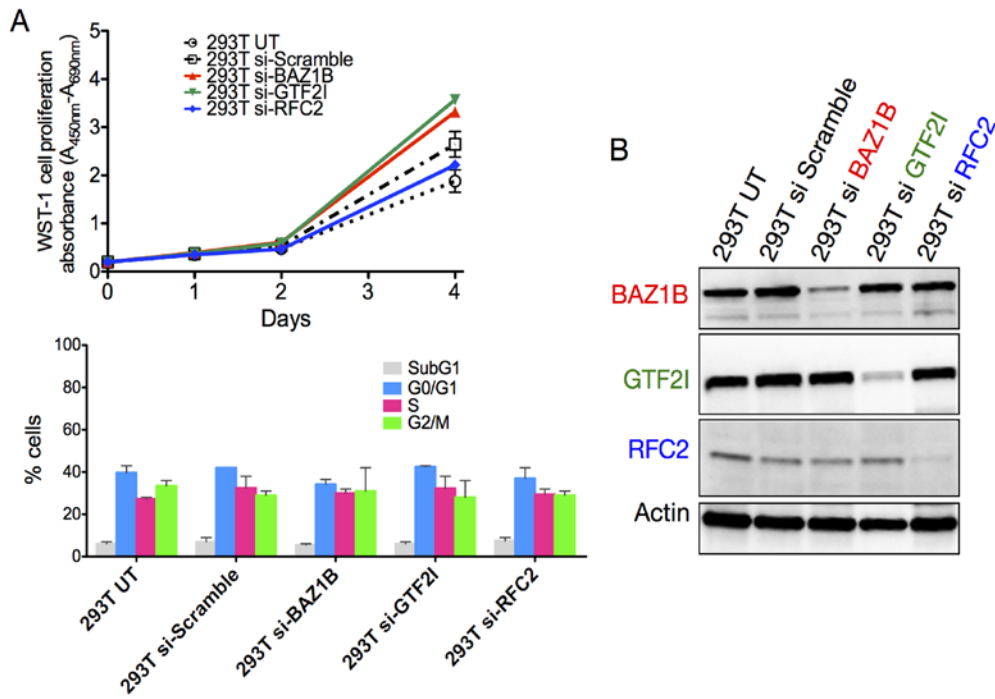 A
293T UT
293T si-Scramble
293T si-BAZ1B
293T si-GTF2I
293T si-RFC2
WST-1 cell proliferation
absorbance (A450nm-A690nm)
5
4
3
2
1
0
0 1 2 3 4
Days
SubG1
G0/G1
S
G2/M
% cells
100
80
60
40
20
0
293T UT
293T si-Scramble
293T si-BAZ1B
293T si-GTF2I
293T si-RFC2
B
293T UT
293T si Scramble
293T si BAZ1B
293T si GTF2I
293T si RFC2
BAZ1B
GTF2I
RFC2
Actin